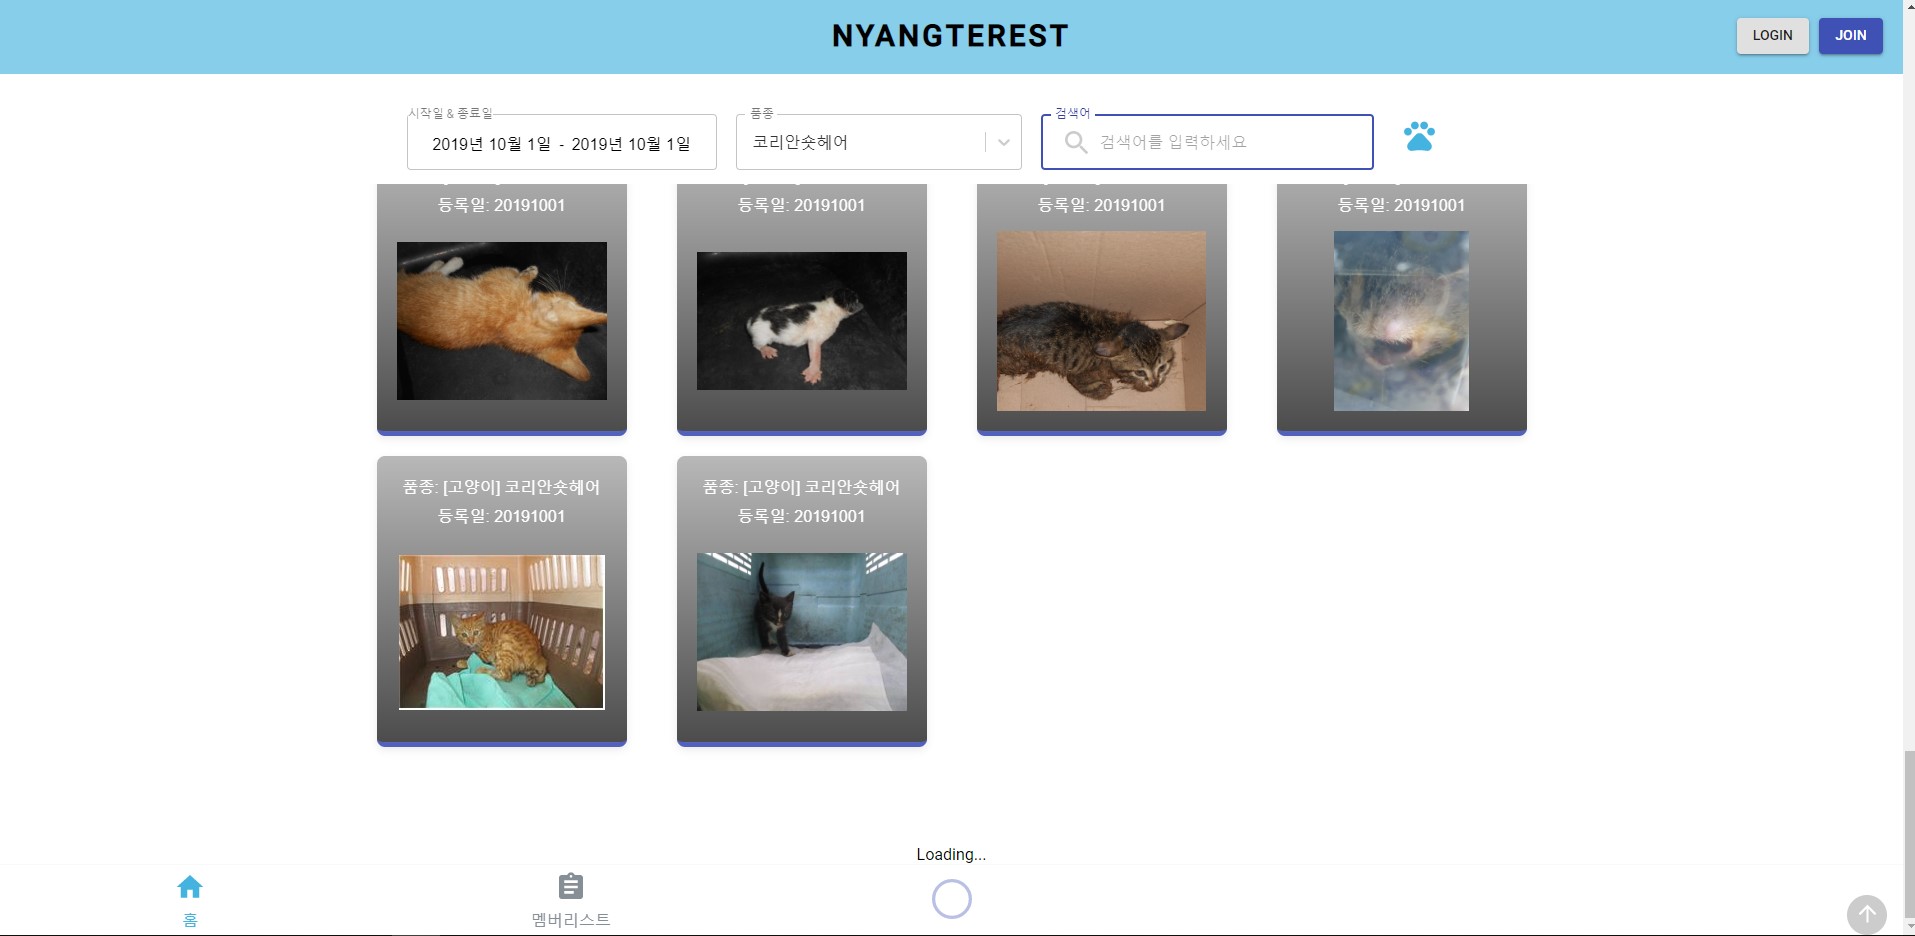 NYANGTEREST
LOGIN
JOIN
시작일 & 종료일
2019년 10월 1일 - 2019년 10월 1일
품종
코리안숏헤어
검색어
검색어를 입력하세요
등록일: 20191001
등록일: 20191001
등록일: 20191001
등록일: 20191001
품종: [고양이] 코리안숏헤어
등록일: 20191001
품종: [고양이] 코리안숏헤어
등록일: 20191001
Loading...
홈
멤버리스트